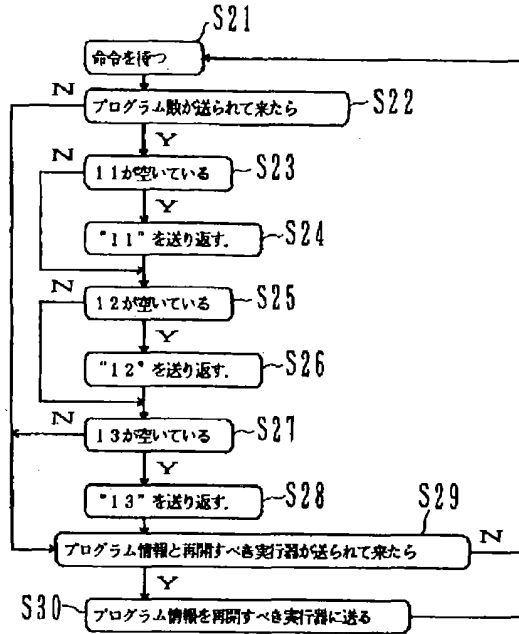 S21
命令を待つ
N
プログラム数が送られて来たら
S22
Y
N
11が空いている
S23
Y
"11"を送り返す.
S24
N
12が空いている
S25
Y
"12"を送り返す.
S26
N
13が空いている
S27
Y
"13"を送り返す.
S28
S29
プログラム情報と再開すべき実行器が送られて来たら
N
Y
S30
プログラム情報を再開すべき実行器に送る